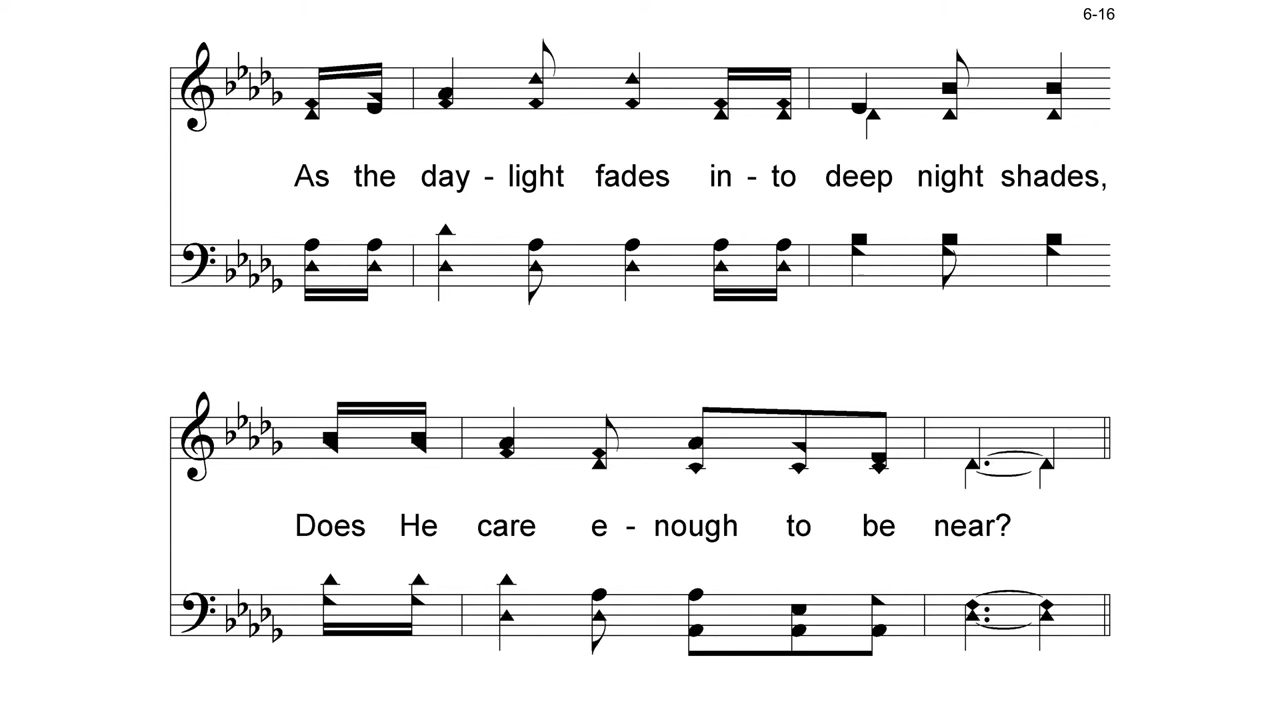 6-16
As the day - light fades in - to deep night shades,
Does He care e - nough to be near?